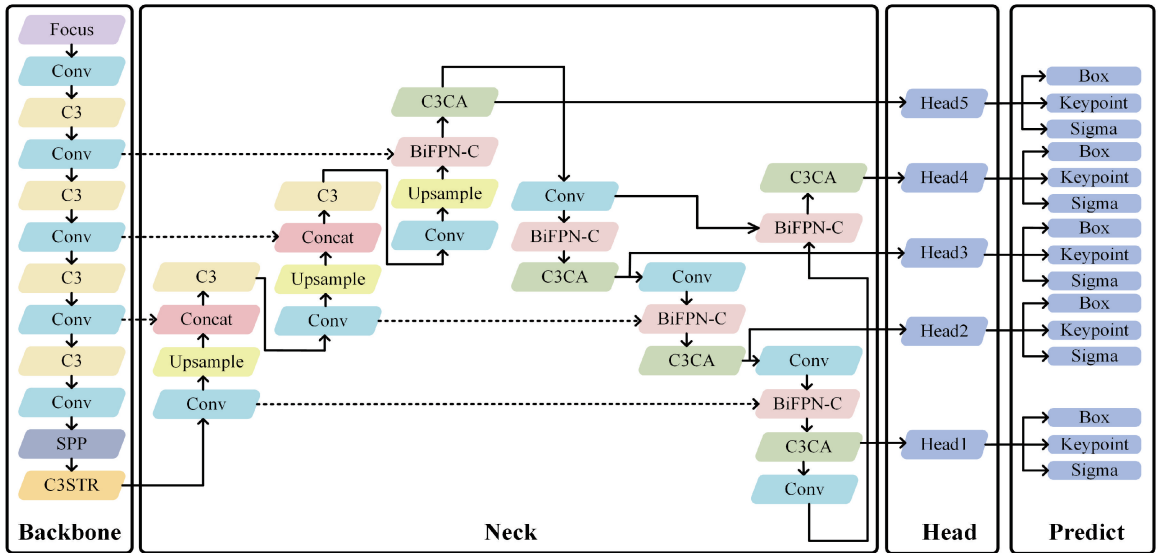 Focus
Conv
C3
Conv
C3
Conv
C3
Conv
C3
Conv
SPP
C3STR
Backbone
C3
Concat
Upsample
Conv
C3
Concat
Upsample
Conv
C3CA
BiFPN-C
Upsample
Conv
Conv
BiFPN-C
C3CA
Conv
BiFPN-C
C3CA
Conv
BiFPN-C
C3CA
Conv
C3CA
BiFPN-C
Neck
Head5
Head4
Head3
Head2
Head1
Head
Box
Keypoint
Sigma
Box
Keypoint
Sigma
Box
Keypoint
Sigma
Box
Keypoint
Sigma
Box
Keypoint
Sigma
Predict